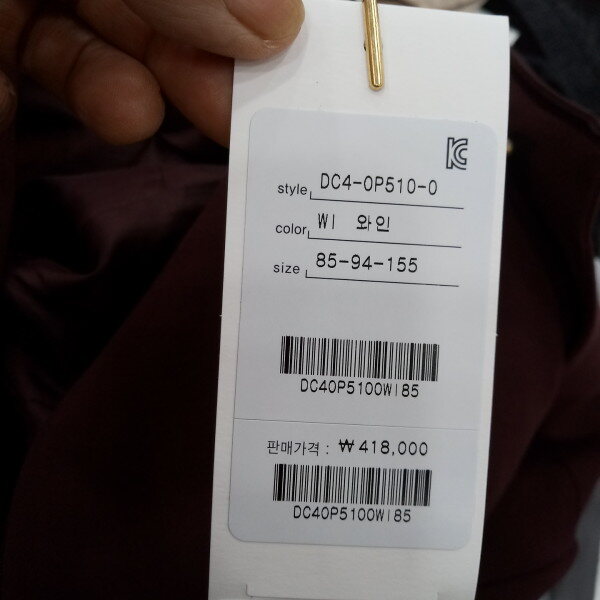 KC
style DC4-0P510-0
color WI 와인
size 85-94-155
DC40P5100WI85
판매가격 : ₩418,000
DC40P5100WI85